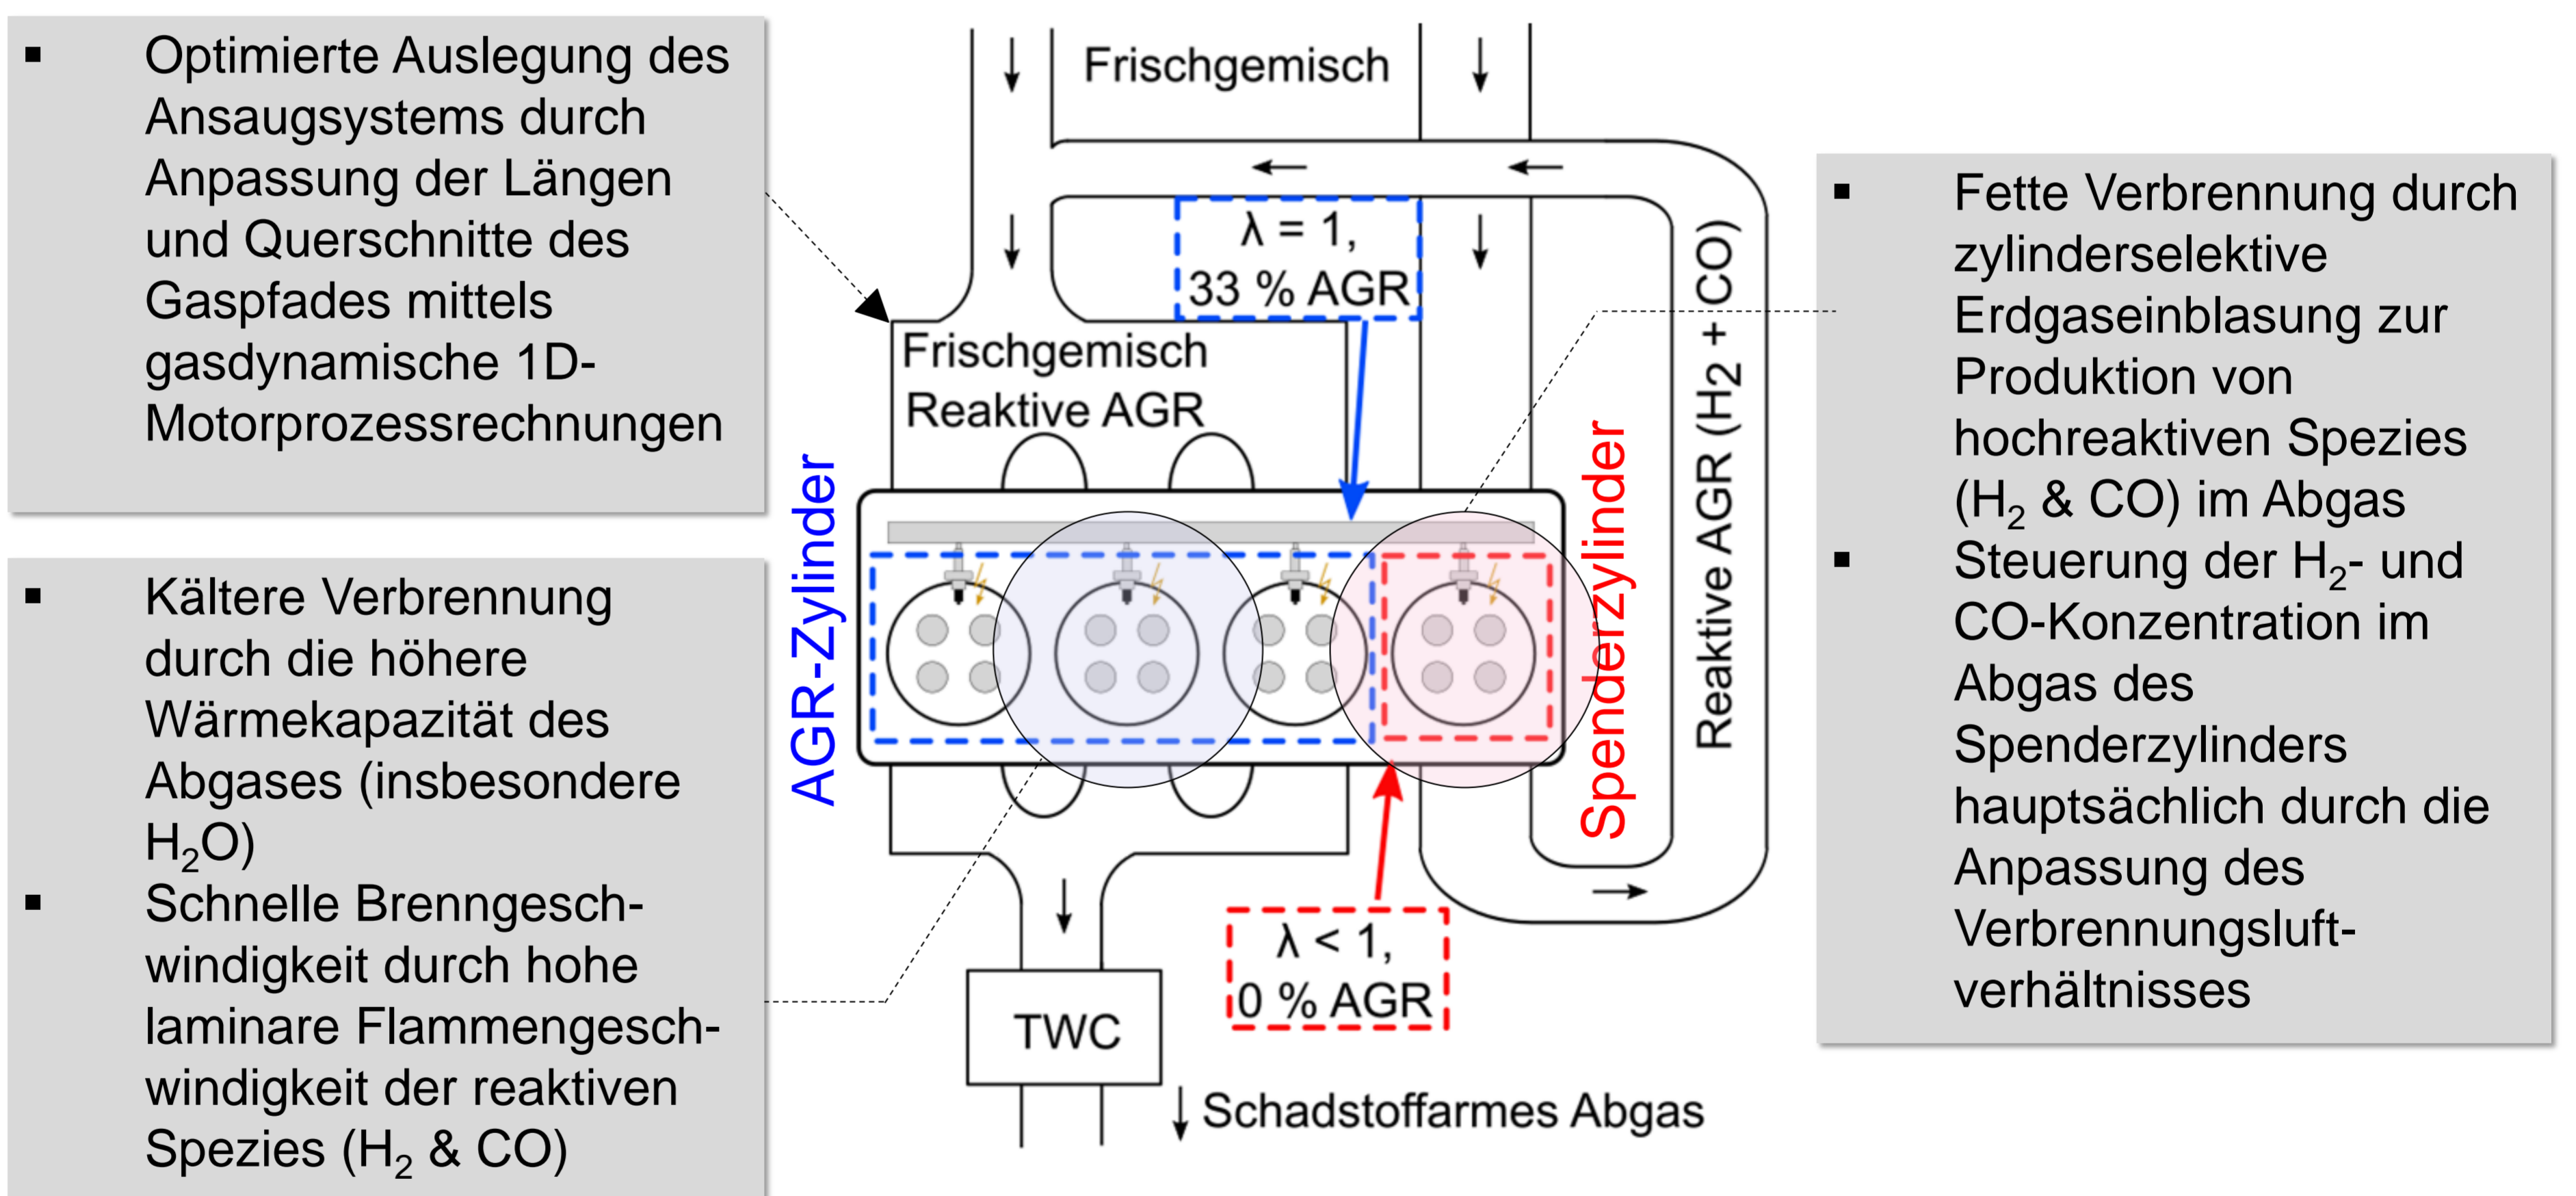 ▪ Optimierte Auslegung des
Ansaugsystems durch
Anpassung der Längen
und Querschnitte des
Gaspfades mittels
gasdynamische 1D-
Motorprozessrechnungen
▪ Kältere Verbrennung
durch die höhere
Wärmekapazität des
Abgases (insbesondere
H₂O)
▪ Schnelle Brenngesch-
windigkeit durch hohe
laminare Flammengesch-
windigkeit der reaktiven
Spezies (H₂ & CO)
Frischgemisch
λ = 1,
33 % AGR
Frischgemisch
Reaktive AGR
AGR-Zylinder
Spenderzylinder
Reaktive AGR (H₂ + CO)
λ < 1,
0 % AGR
TWC
Schadstoffarmes Abgas
▪ Fette Verbrennung durch
zylinderselektive
Erdgaseinblasung zur
Produktion von
hochreaktiven Spezies
(H₂ & CO) im Abgas
▪ Steuerung der H₂- und
CO-Konzentration im
Abgas des
Spenderzylinders
hauptsächlich durch die
Anpassung des
Verbrennungsluft-
verhältnisses